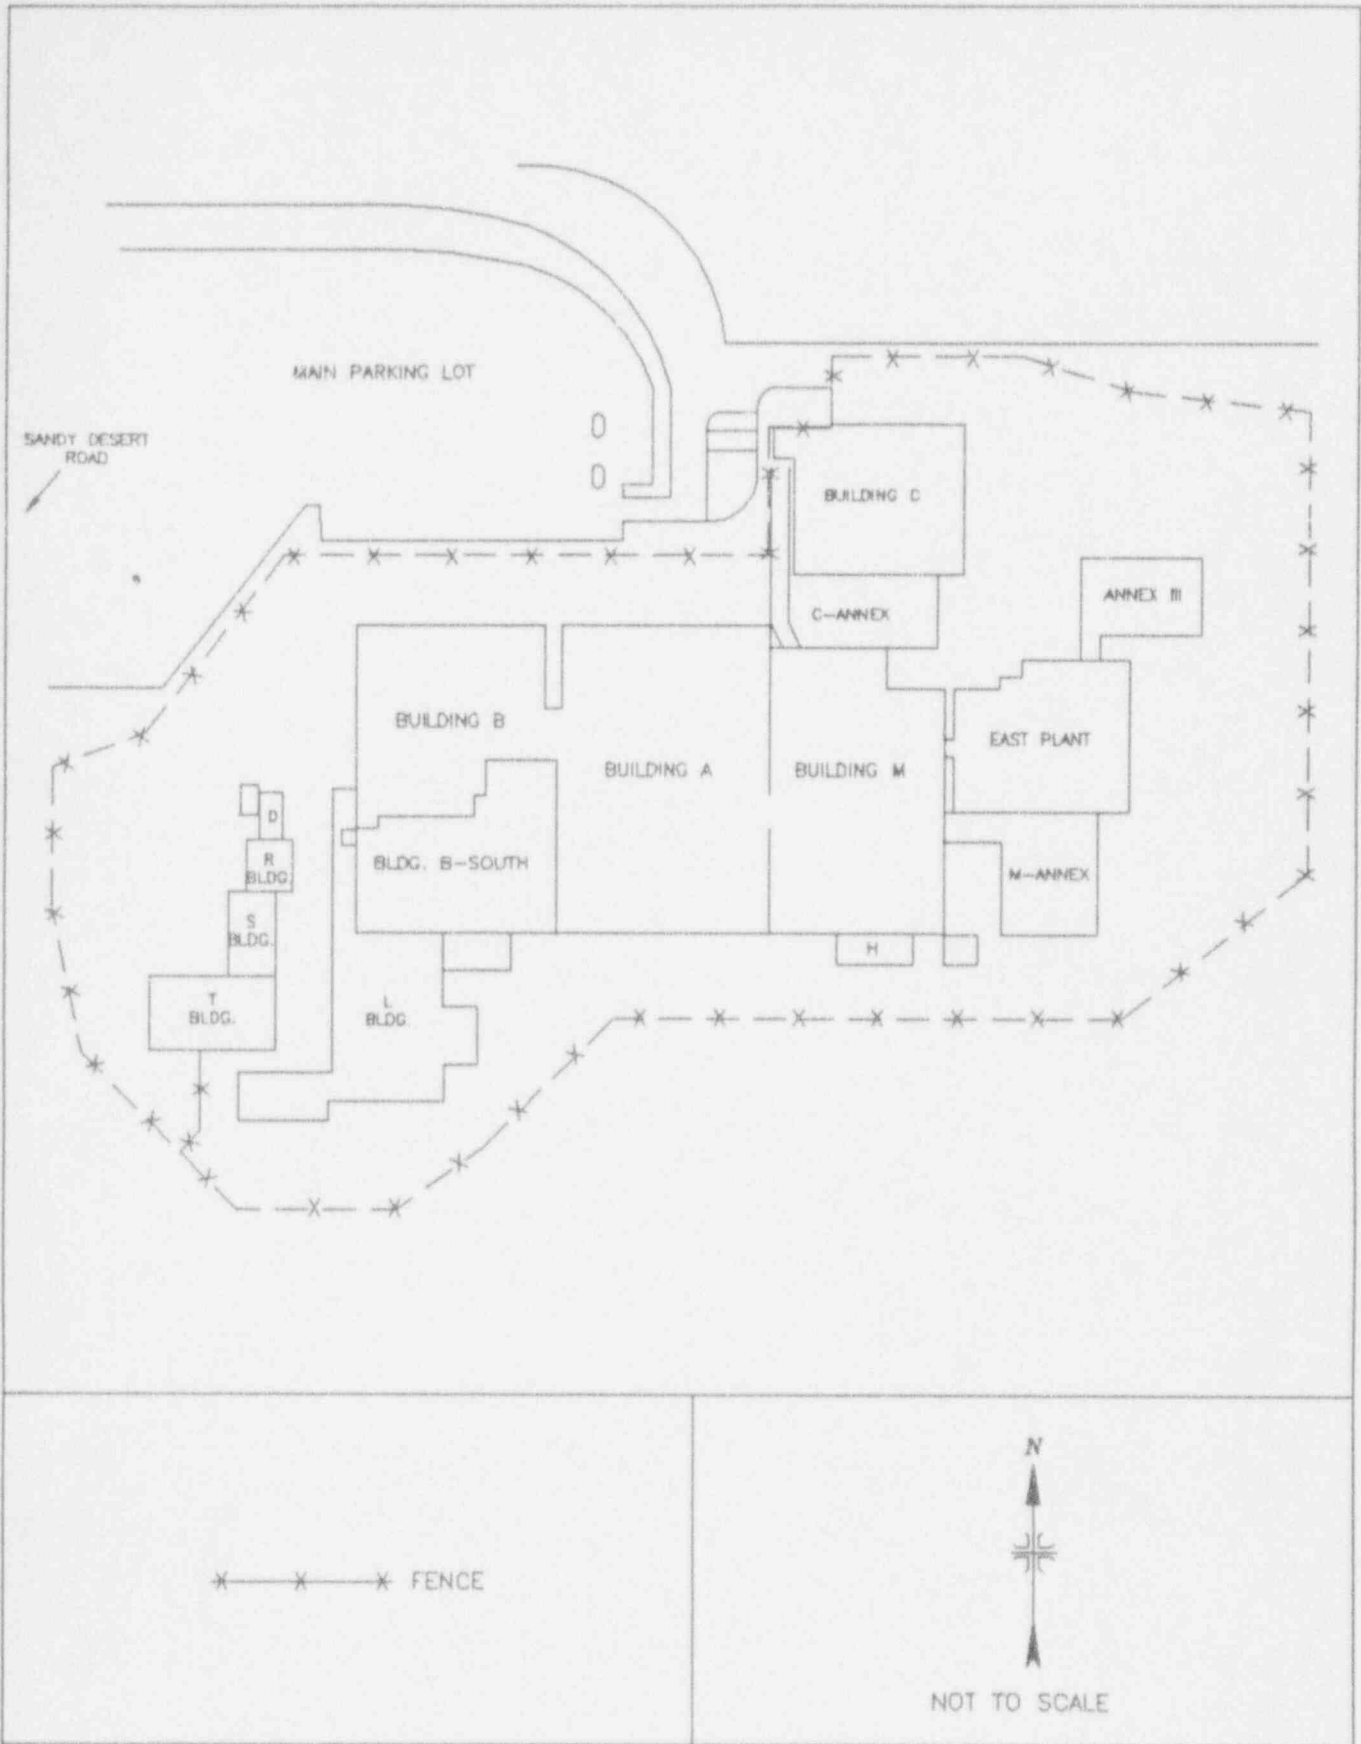 MAIN PARKING LOT
SANDY DESERT
ROAD
BUILDING C
ANNEX III
C-ANNEX
BUILDING B
EAST PLANT
BUILDING A
BUILDING M
D
R
BLDG.
BLDG. B-SOUTH
M-ANNEX
S
BLDG.
H
T
BLDG.
L
BLDG.
FENCE
N
NOT TO SCALE